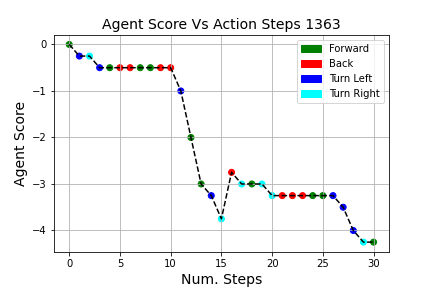 Agent Score Vs Action Steps 1363
Forward
Back
Turn Left
Turn Right
Agent Score
0
−1
−2
−3
−4
0 5 10 15 20 25 30
Num. Steps